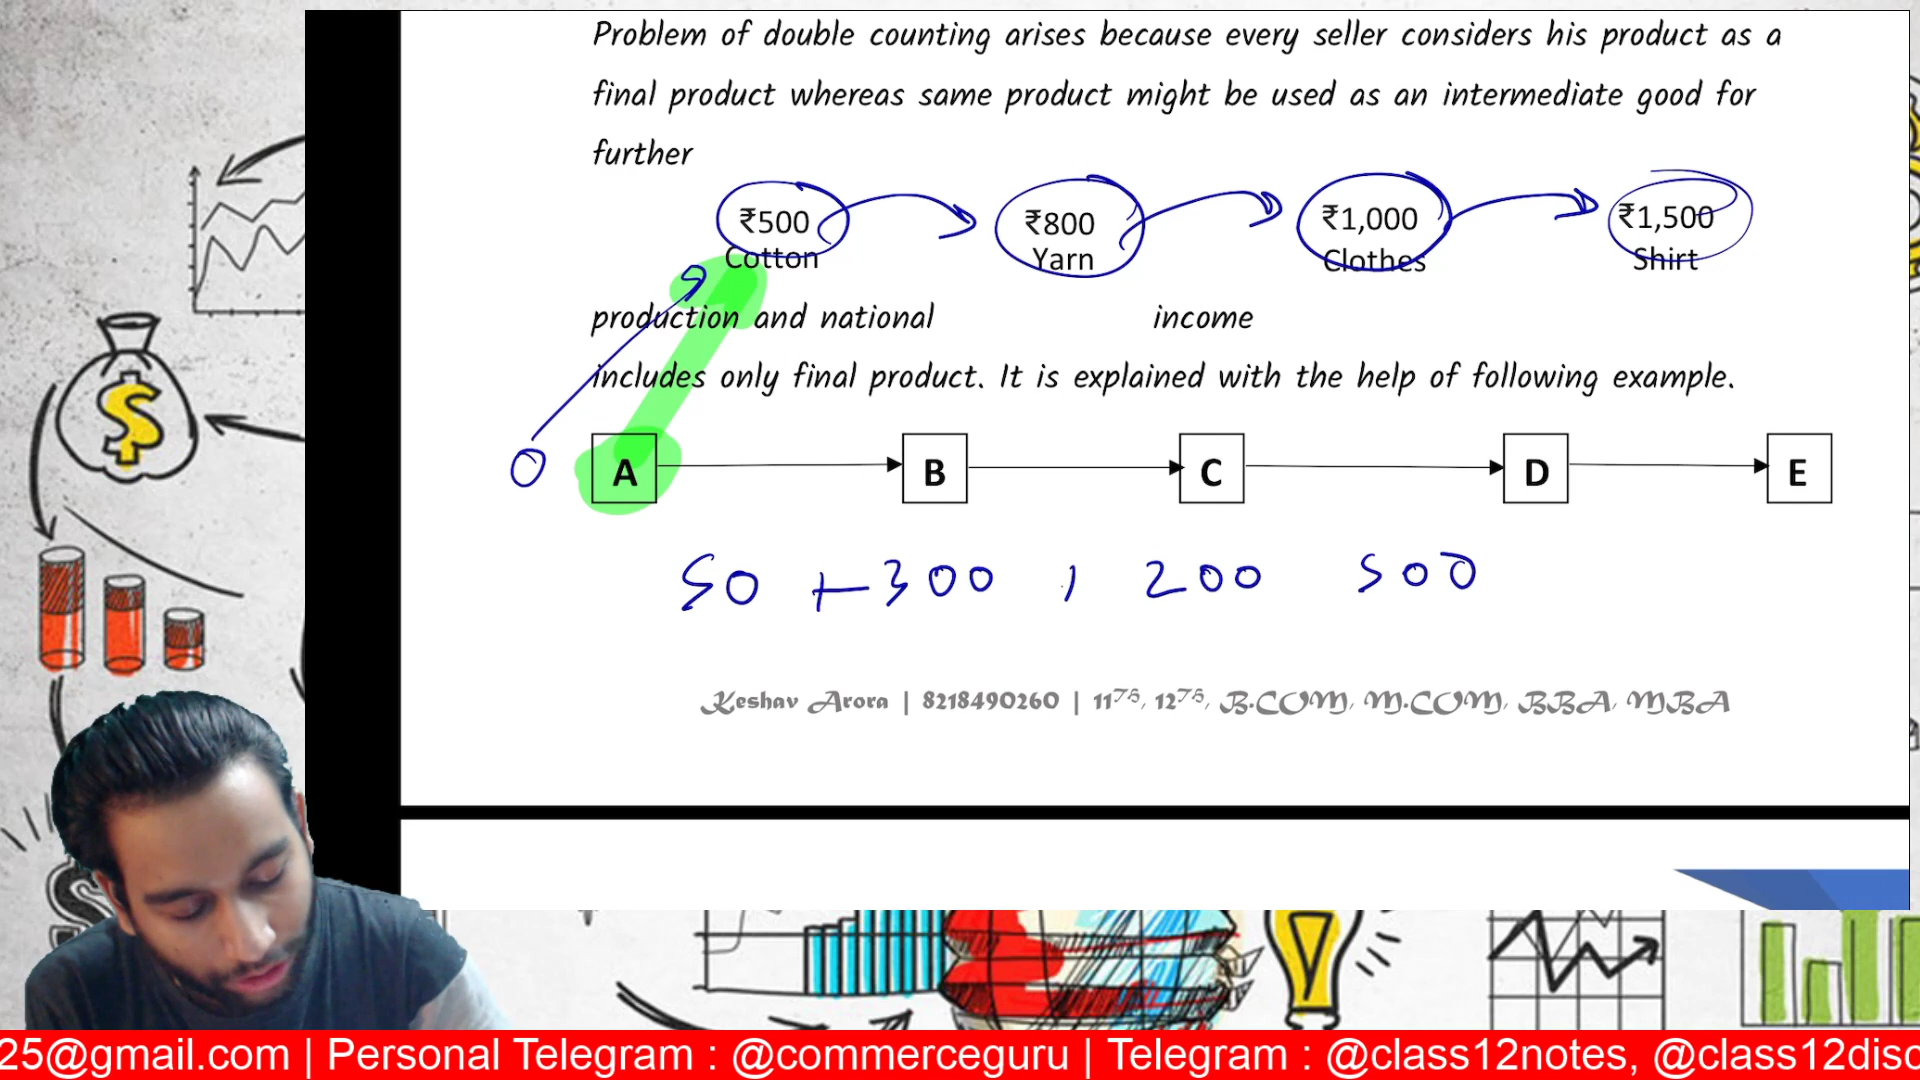 Problem of double counting arises because every seller considers his product as a
final product whereas same product might be used as an intermediate good for
further
₹500 ₹800 ₹1,000 ₹1,500
Cotton Yarn Clothes Shirt
production and national income
includes only final product. It is explained with the help of following example.
0 A B C D E
50 + 300 , 200 500
Keshav Arora | 8218490260 | 11TH, 12TH, B.COM, M.COM, BBA, MBA
25@gmail.com | Personal Telegram : @commerceguru | Telegram : @class12notes, @class12disc